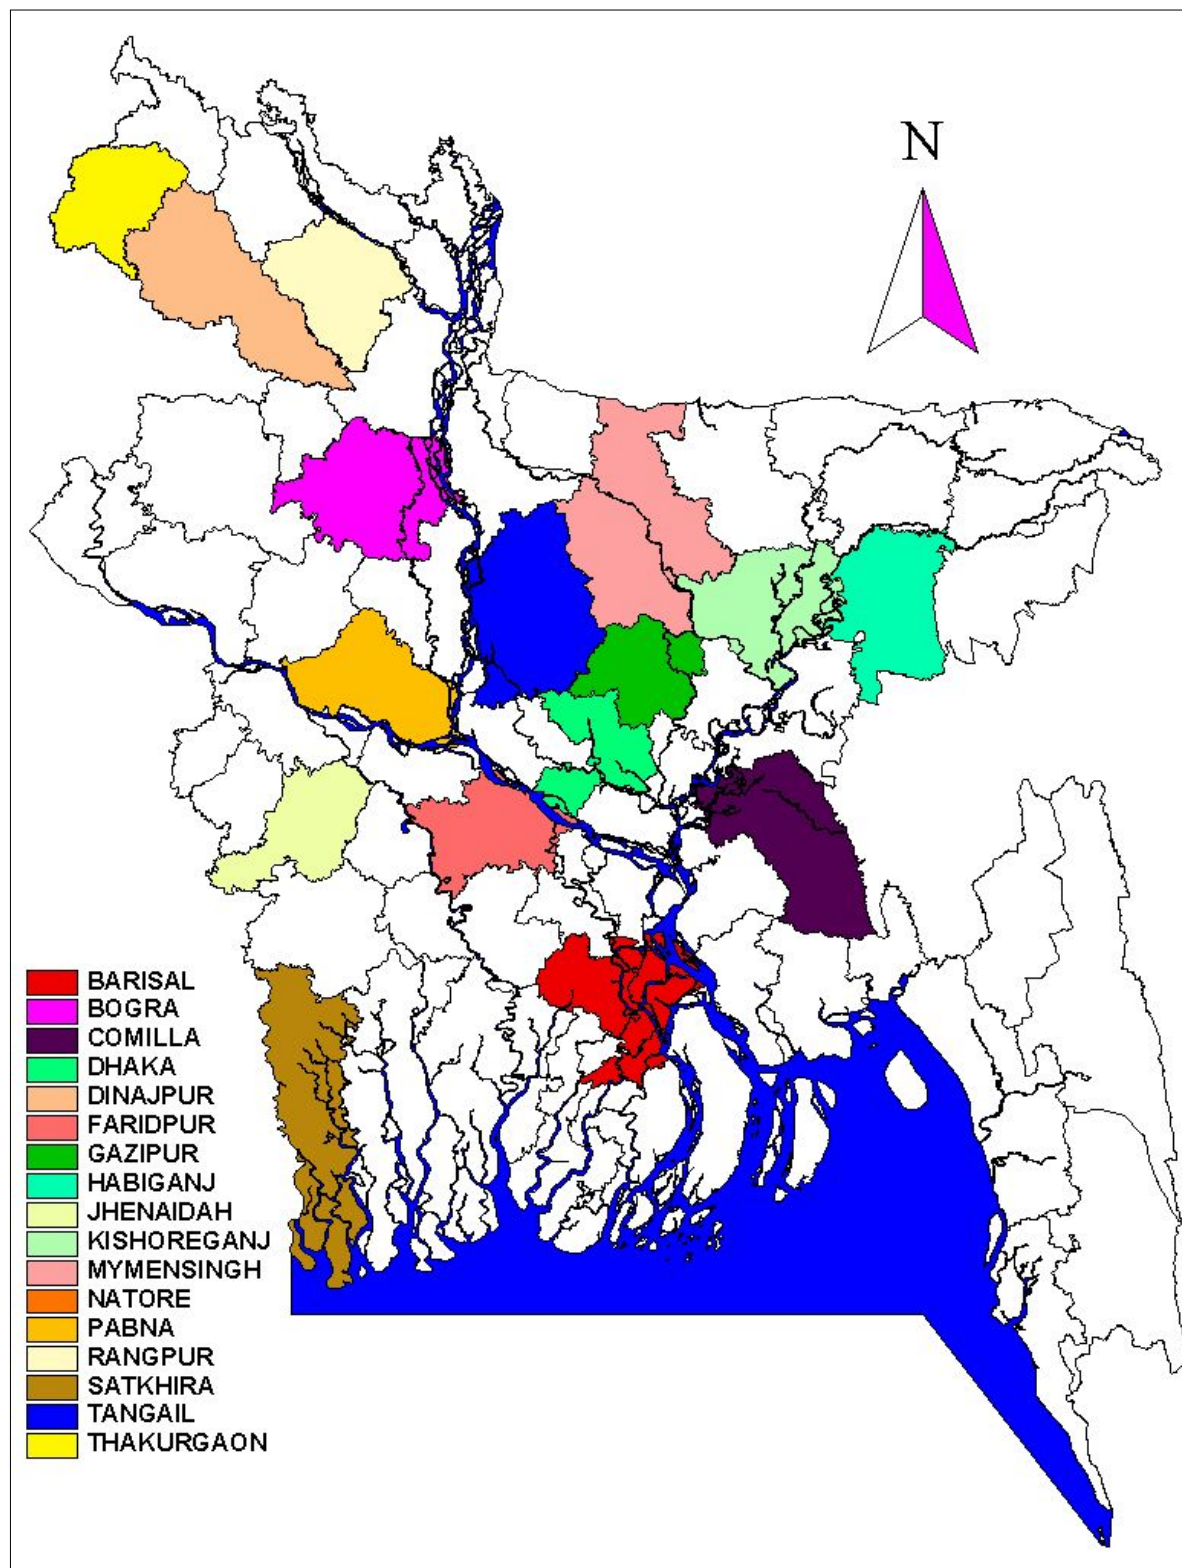 N
BARISAL
BOGRA
COMILLA
DHAKA
DINAJPUR
FARIDPUR
GAZIPUR
HABIGANJ
JHENAIDAH
KISHOREGANJ
MYMENSINGH
NATORE
PABNA
RANGPUR
SATKHIRA
TANGAIL
THAKURGAON